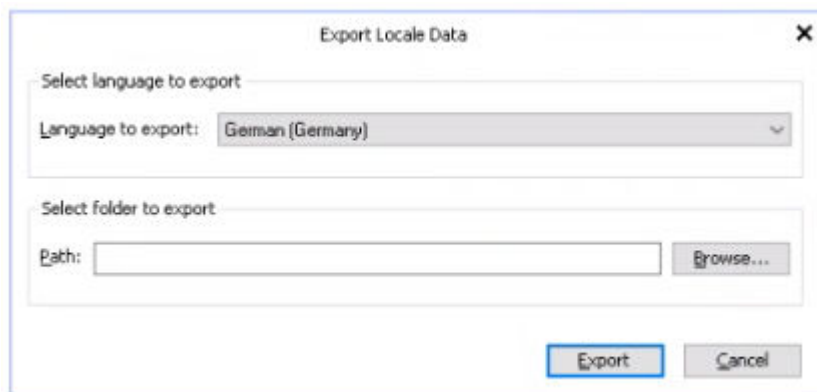 Export Locale Data
Select language to export
Language to export: German (Germany)
Select folder to export
Path: Browse...
Export Cancel